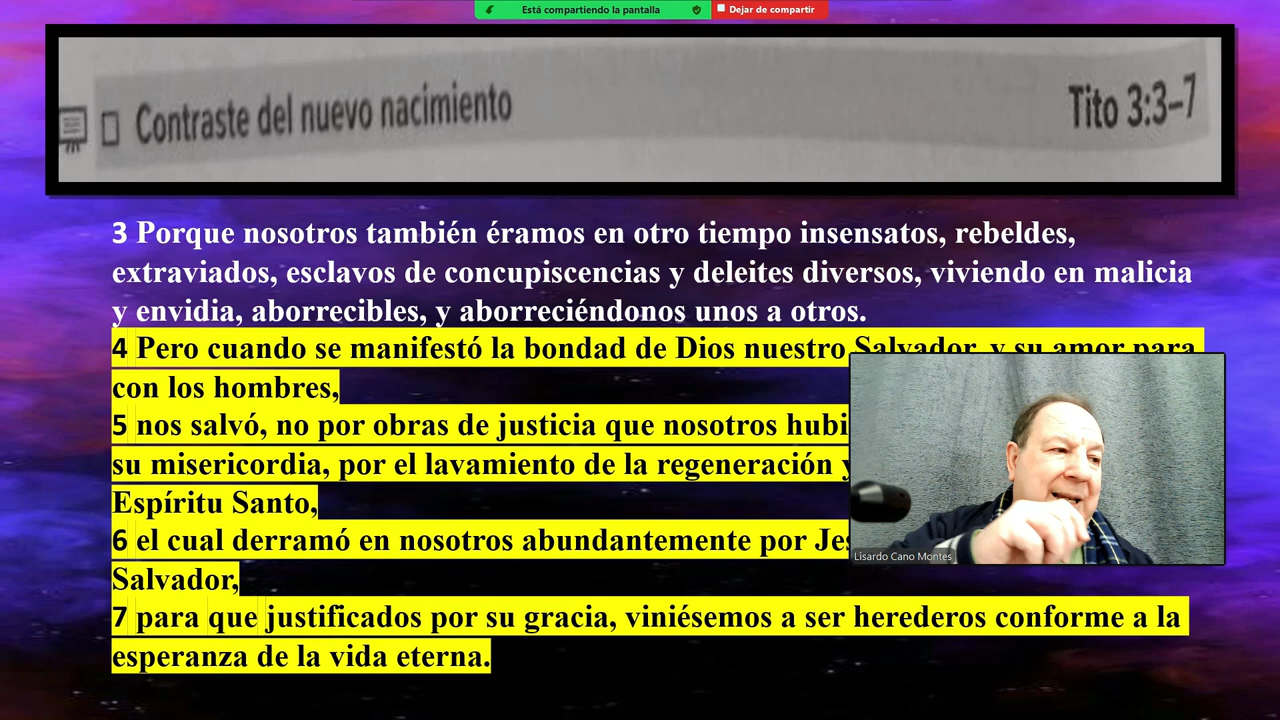 Está compartiendo la pantalla
Dejar de compartir
Contraste del nuevo nacimiento Tito 3:3–7
3 Porque nosotros también éramos en otro tiempo insensatos, rebeldes,
extraviados, esclavos de concupiscencias y deleites diversos, viviendo en malicia
y envidia, aborrecibles, y aborreciéndonos unos a otros.
4 Pero cuando se manifestó la bondad de Dios nuestro Salvador, y su amor para
con los hombres,
5 nos salvó, no por obras de justicia que nosotros
su misericordia, por el lavamiento de la regeneración y
Espíritu Santo,
6 el cual derramó en nosotros abundantemente por
Salvador,
7 para que justificados por su gracia, viniésemos a ser herederos conforme a la
esperanza de la vida eterna.
Lisardo Cano Montes